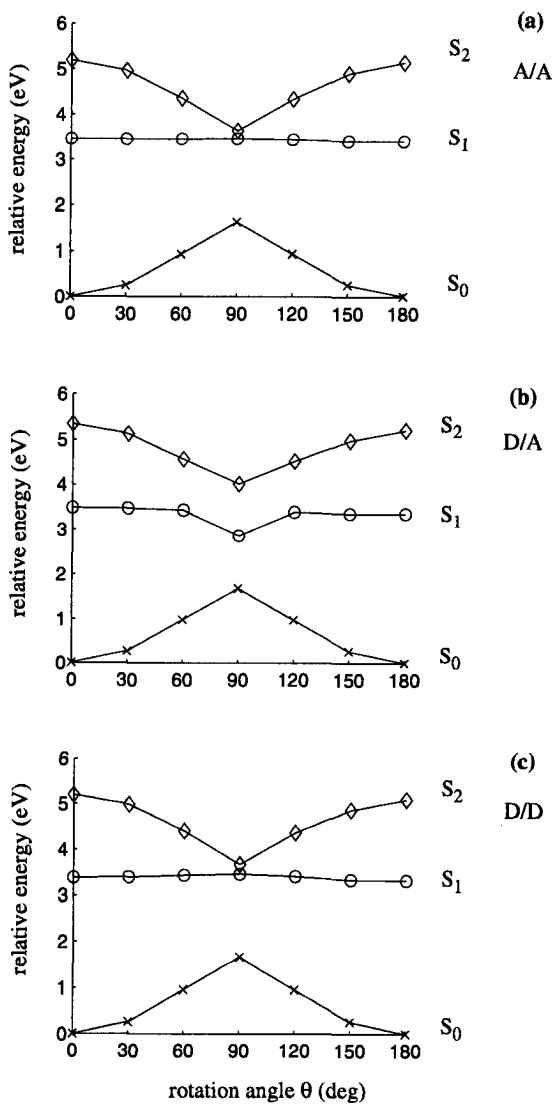 (a)
A/A
relative energy (eV)
6
5
4
3
2
1
0
S2
S1
S0
0 30 60 90 120 150 180
(b)
D/A
relative energy (eV)
6
5
4
3
2
1
0
S2
S1
S0
0 30 60 90 120 150 180
(c)
D/D
relative energy (eV)
6
5
4
3
2
1
0
S2
S1
S0
0 30 60 90 120 150 180
rotation angle θ (deg)